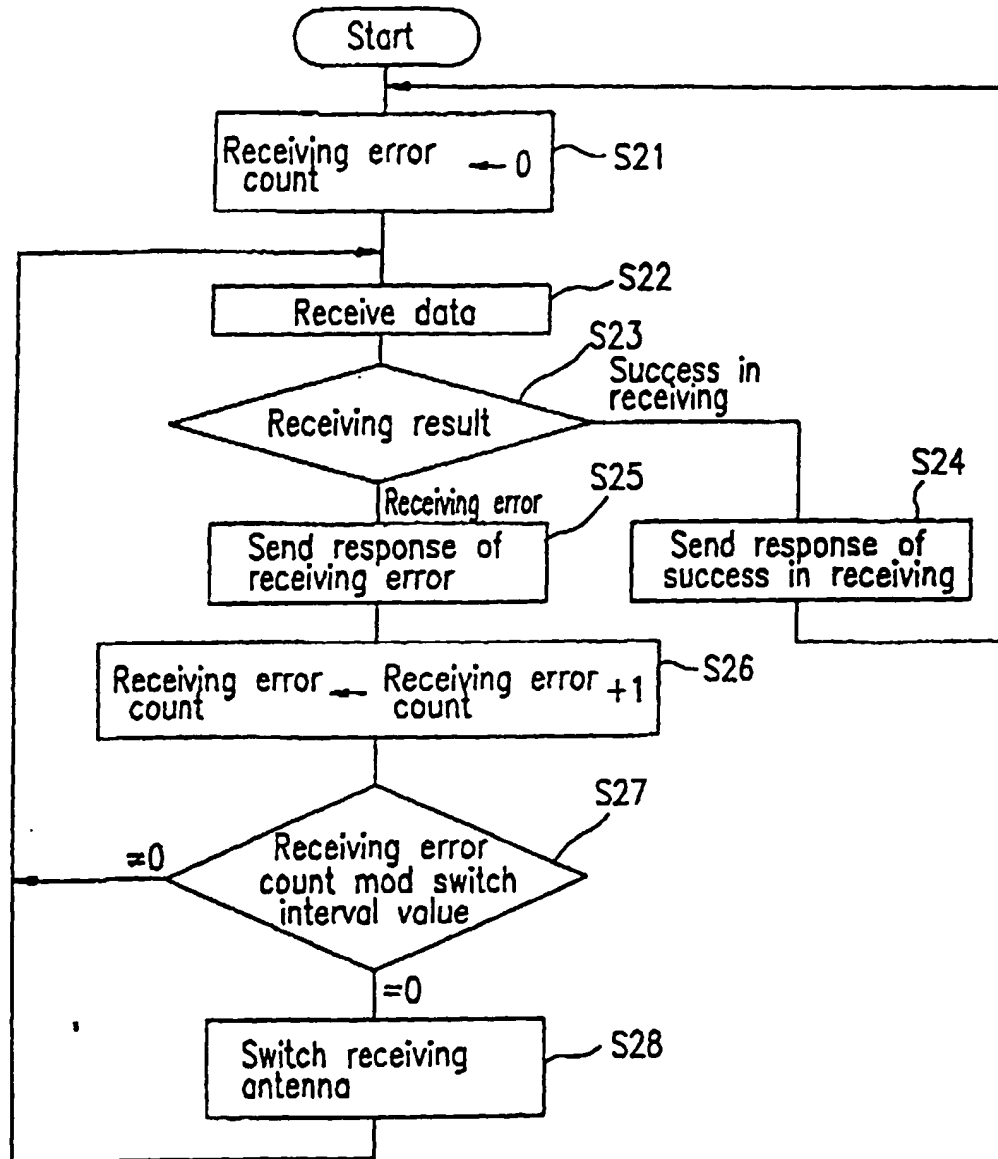 Start
Receiving error
count
← 0
S21
S22
Receive data
S23
Success in
receiving
Receiving result
S24
S25
Receiving error
Send response of
receiving error
Send response of
success in receiving
S26
Receiving error
count
← Receiving error
count
+1
S27
≠0
Receiving error
count mod switch
interval value
=0
S28
Switch receiving
antenna